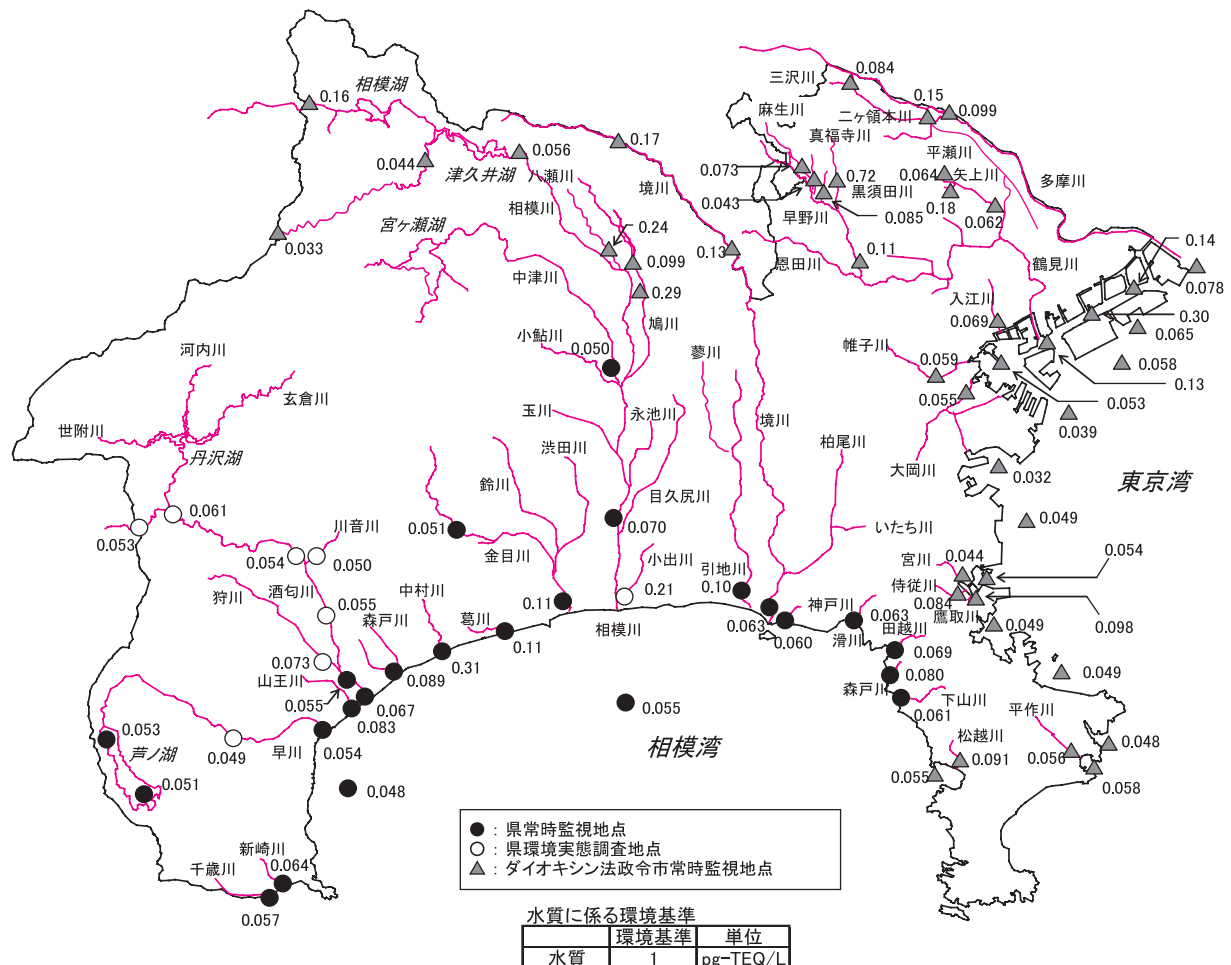 三沢川
0.084
相模湖
0.16
0.15
0.099
麻生川
二ヶ領本川
真福寺川
0.17
0.056
平瀬川
0.044
津久井湖
八瀬川
境川
0.073
0.72
0.064
矢上川
多摩川
黒須田川
0.043
相模川
早野川
0.085
0.18
0.062
宮ヶ瀬湖
0.24
0.033
中津川
0.099
0.13
恩田川
0.11
鶴見川
0.14
0.078
0.29
入江川
0.069
0.30
鳩川
0.065
小鮎川
河内川
0.050
蓼川
帷子川
0.059
0.058
0.13
玄倉川
0.055
0.053
玉川
永池川
境川
0.039
世附川
渋田川
柏尾川
丹沢湖
大岡川
0.032
東京湾
鈴川
目久尻川
0.061
川音川
0.051
0.070
いたち川
0.049
0.053
金目川
0.054
0.050
小出川
引地川
宮川
0.044
0.054
狩川
酒匂川
中村川
0.10
侍従川
0.055
森戸川
0.11
0.21
神戸川
0.084
葛川
相模川
0.063
0.063
鷹取川
0.098
0.060
滑川
田越川
0.049
0.073
0.31
0.11
0.069
山王川
0.089
0.080
0.049
0.055
0.067
森戸川
下山川
0.083
0.055
0.061
平作川
0.053
芦ノ湖
0.049
早川
0.054
相模湾
松越川
0.048
0.056
0.091
0.051
0.048
0.055
0.058
● : 県常時監視地点
○ : 県環境実態調査地点
▲ : ダイオキシン法政令市常時監視地点
新崎川
千歳川
0.064
0.057
水質に係る環境基準
環境基準 単位
水質 1 pg-TEQ/L